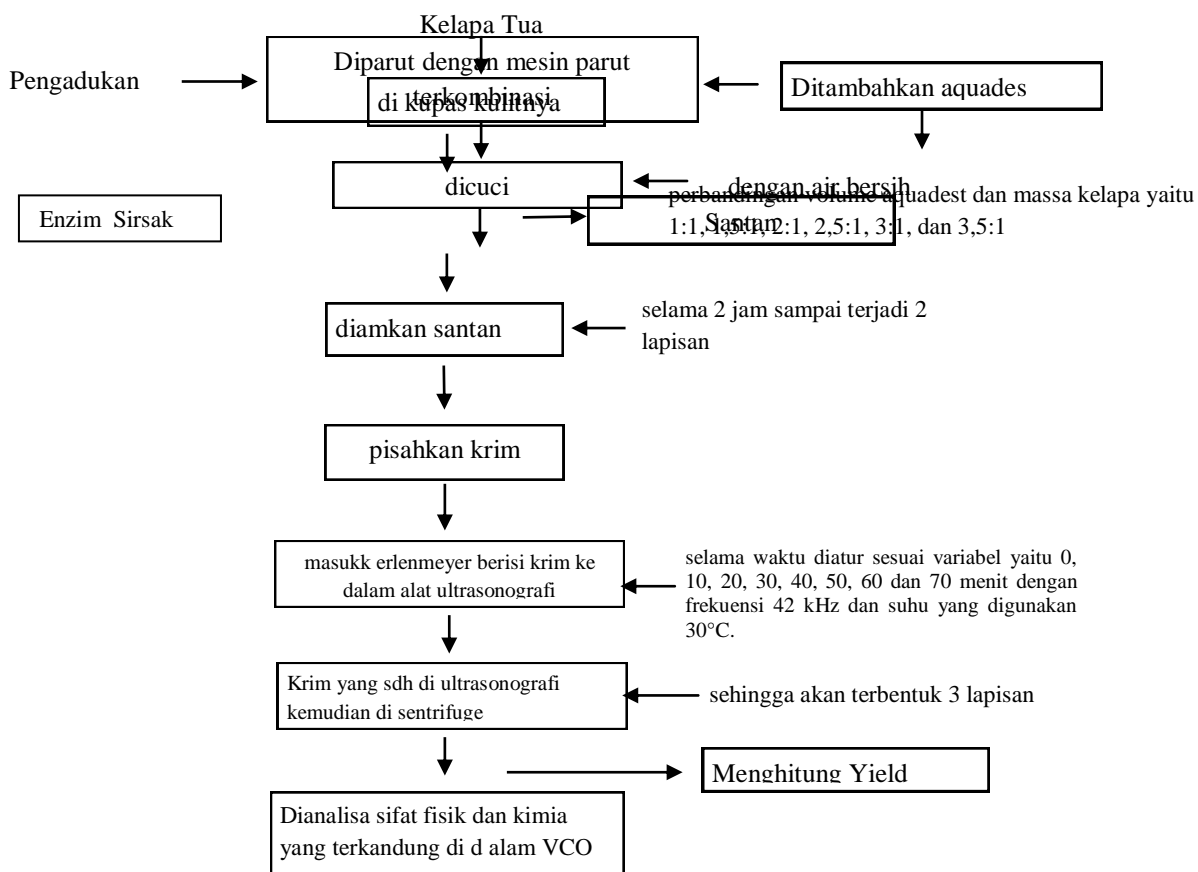 Kelapa Tua
Diparut dengan mesin parut
terkombinasi
Pengadukan
Ditambahkan aquades
di kupas kulitnya
dicuci
dengan air bersih
perbandingan volume aquadest dan massa kelapa yaitu
1:1, 1,5:1, 2:1, 2,5:1, 3:1, dan 3,5:1
Santan
Enzim Sirsak
diamkan santan
selama 2 jam sampai terjadi 2
lapisan
pisahkan krim
masukk erlenmeyer berisi krim ke
dalam alat ultrasonografi
selama waktu diatur sesuai variabel yaitu 0,
10, 20, 30, 40, 50, 60 dan 70 menit dengan
frekuensi 42 kHz dan suhu yang digunakan
30°C.
Krim yang sdh di ultrasonografi
kemudian di sentrifuge
sehingga akan terbentuk 3 lapisan
Menghitung Yield
Dianalisa sifat fisik dan kimia
yang terkandung di d alam VCO